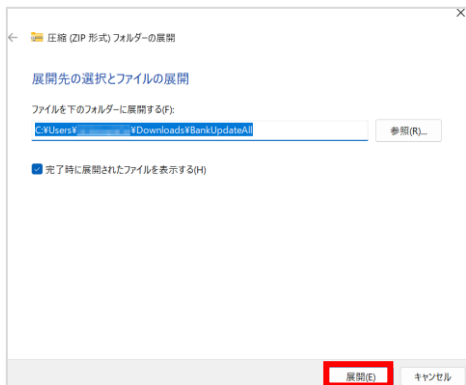 圧縮 (ZIP 形式) フォルダーの展開
展開先の選択とファイルの展開
ファイルを下のフォルダーに展開する(F):
C:¥Users¥ ¥Downloads¥BankUpdateAll
参照(R)...
完了時に展開されたファイルを表示する(H)
展開(E)
キャンセル